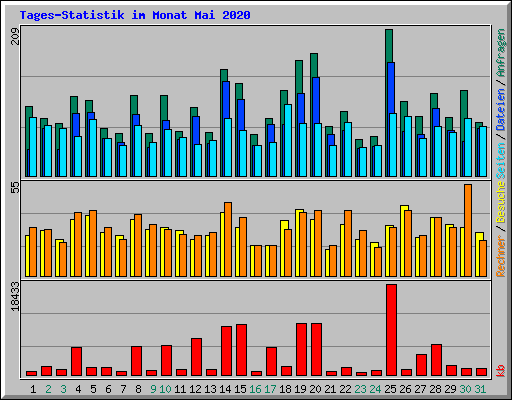 Tages-Statistik im Monat Mai 2020
209
55
18433
Rechner / Besuche Seiten / Dateien / Anfragen
kb
1 2 3 4 5 6 7 8 9 10 11 12 13 14 15 16 17 18 19 20 21 22 23 24 25 26 27 28 29 30 31